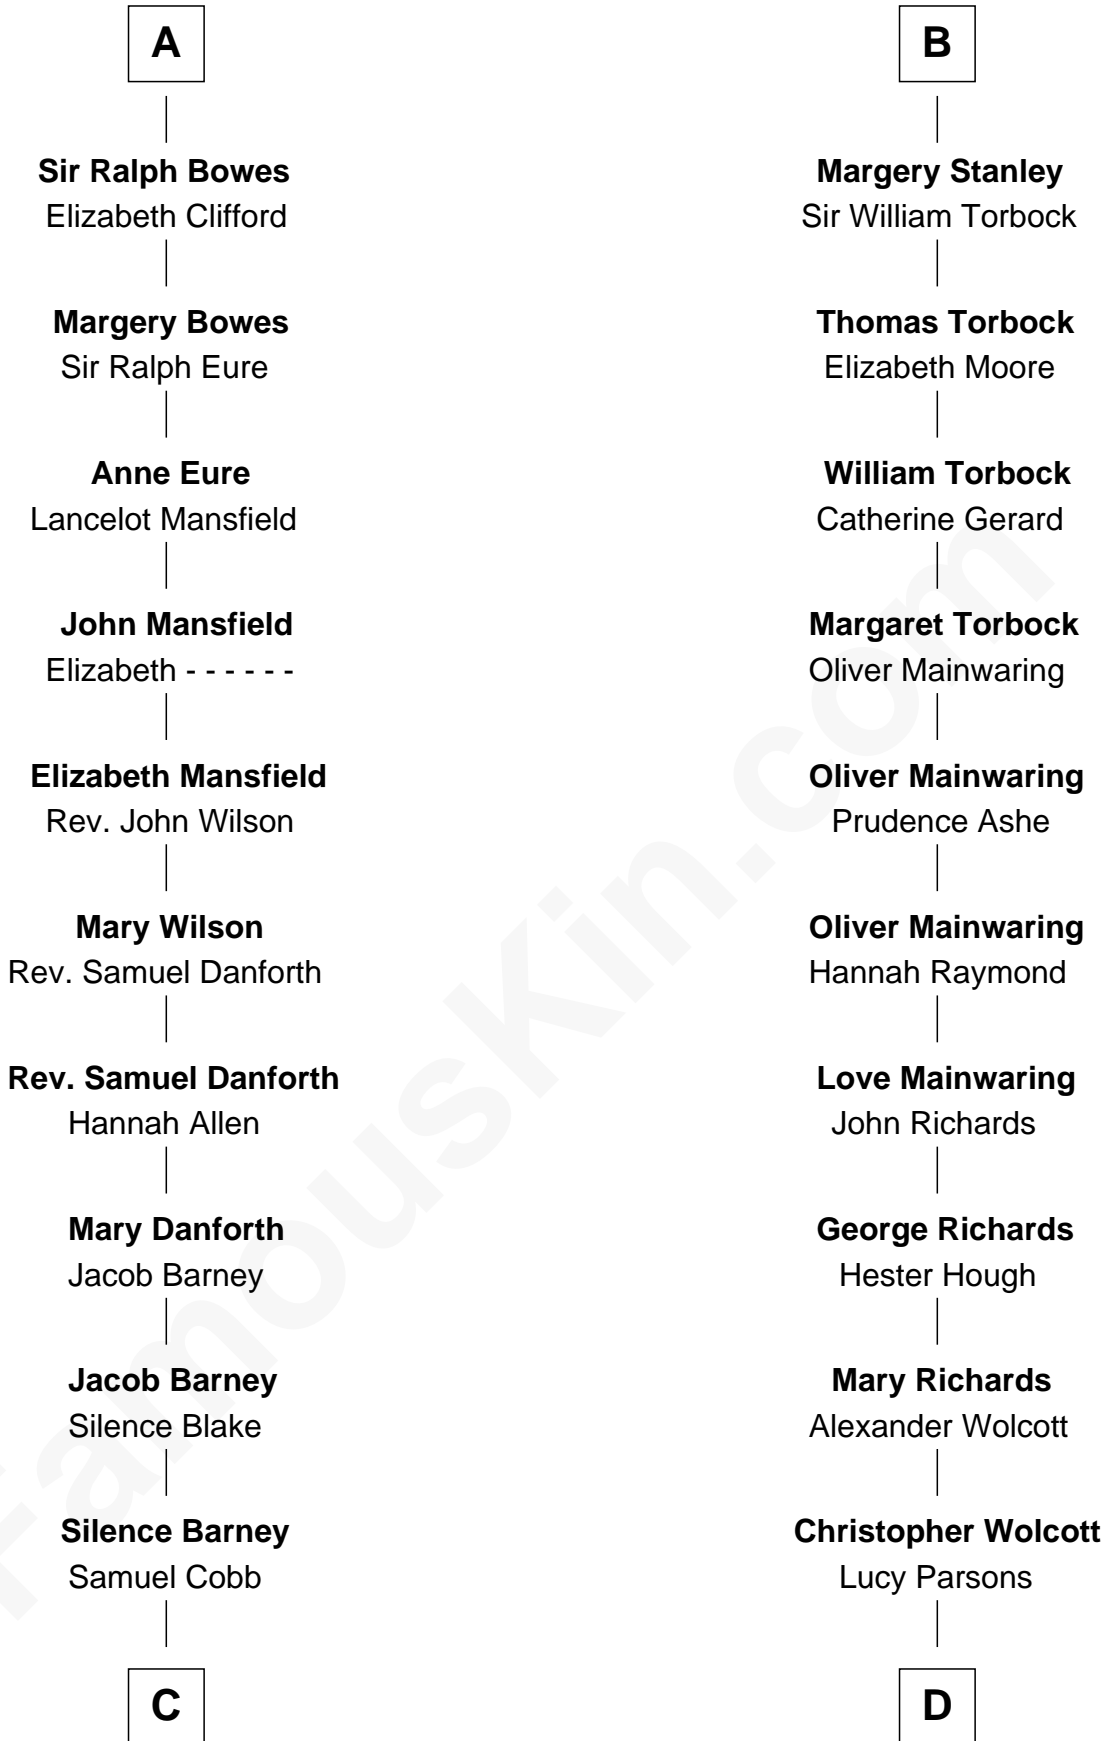 A
Sir Ralph Bowes
Elizabeth Clifford
Margery Bowes
Sir Ralph Eure
Anne Eure
Lancelot Mansfield
John Mansfield
Elizabeth - - - - - -
Elizabeth Mansfield
Rev. John Wilson
Mary Wilson
Rev. Samuel Danforth
Rev. Samuel Danforth
Hannah Allen
Mary Danforth
Jacob Barney
Jacob Barney
Silence Blake
Silence Barney
Samuel Cobb
C
B
Margery Stanley
Sir William Torbock
Thomas Torbock
Elizabeth Moore
William Torbock
Catherine Gerard
Margaret Torbock
Oliver Mainwaring
Oliver Mainwaring
Prudence Ashe
Oliver Mainwaring
Hannah Raymond
Love Mainwaring
John Richards
George Richards
Hester Hough
Mary Richards
Alexander Wolcott
Christopher Wolcott
Lucy Parsons
D
FamousKin.com